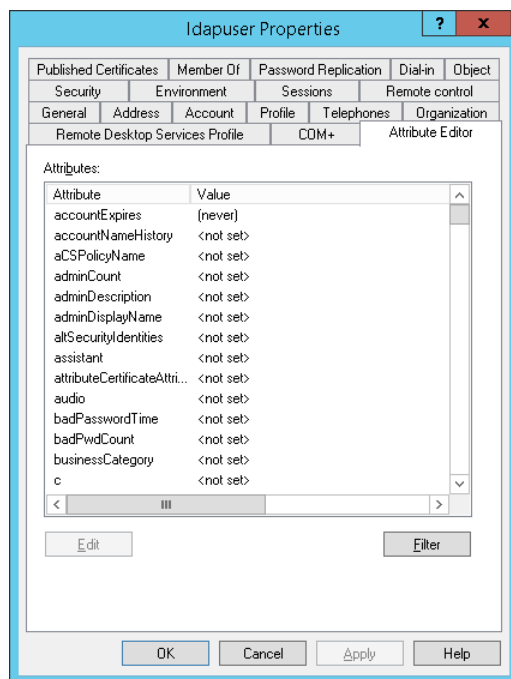 ldapuser Properties
? x
Published Certificates Member Of Password Replication Dial-in Object
Security Environment Sessions Remote control
General Address Account Profile Telephones Organization
Remote Desktop Services Profile COM+ Attribute Editor
Attributes:
Attribute Value
accountExpires (never)
accountNameHistory <not set>
aCSPolicyName <not set>
adminCount <not set>
adminDescription <not set>
adminDisplayName <not set>
altSecurityIdentities <not set>
assistant <not set>
attributeCertificateAttri... <not set>
audio <not set>
badPasswordTime <not set>
badPwdCount <not set>
businessCategory <not set>
c <not set>
Edit Filter
OK Cancel Apply Help